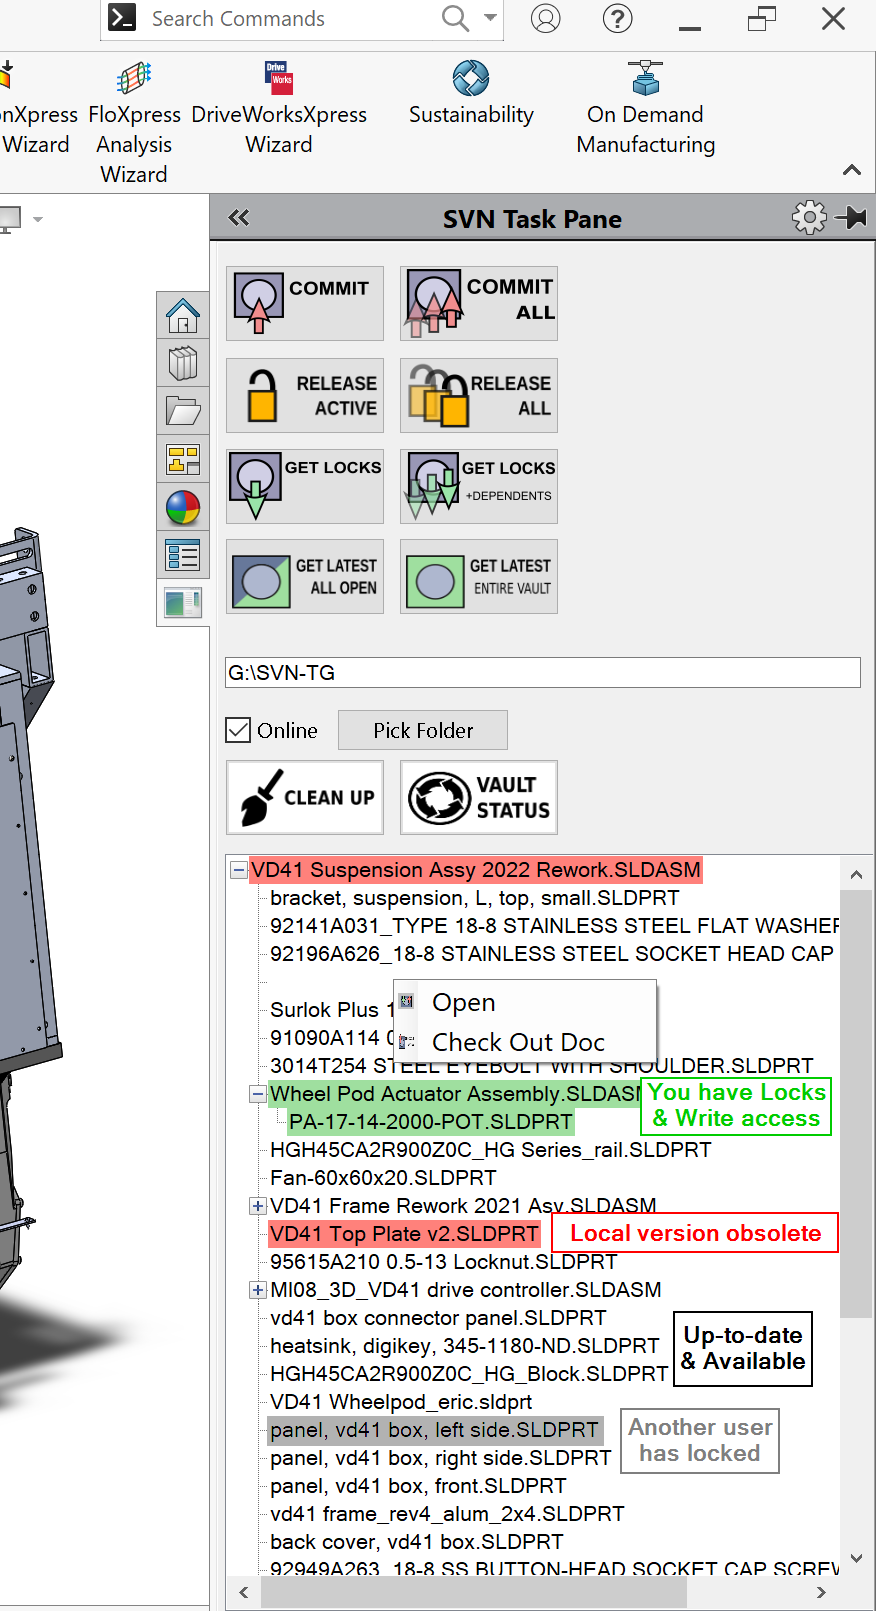 Search Commands
?
onXpress
Wizard
FloXpress
Analysis
Wizard
Drive
Works
DriveWorksXpress
Wizard
Sustainability
On Demand
Manufacturing
SVN Task Pane
COMMIT
COMMIT
ALL
RELEASE
ACTIVE
RELEASE
ALL
GET LOCKS
GET LOCKS
+DEPENDENTS
GET LATEST
ALL OPEN
GET LATEST
ENTIRE VAULT
G:\SVN-TG
Online
Pick Folder
CLEAN UP
VAULT
STATUS
VD41 Suspension Assy 2022 Rework.SLDASM
bracket, suspension, L, top, small.SLDPRT
92141A031_TYPE 18-8 STAINLESS STEEL FLAT WASHER
92196A626_18-8 STAINLESS STEEL SOCKET HEAD CAP
Surlok Plus 1
Open
91090A114
Check Out Doc
3014T254 STEEL EYEBOLT WITH SHOULDER.SLDPRT
Wheel Pod Actuator Assembly.SLDASM
You have Locks
& Write access
PA-17-14-2000-POT.SLDPRT
HGH45CA2R900Z0C_HG Series_rail.SLDPRT
Fan-60x60x20.SLDPRT
VD41 Frame Rework 2021 Asy.SLDASM
VD41 Top Plate v2.SLDPRT
Local version obsolete
95615A210 0.5-13 Locknut.SLDPRT
MI08_3D_VD41 drive controller.SLDASM
vd41 box connector panel.SLDPRT
heatsink, digikey, 345-1180-ND.SLDPRT
Up-to-date
& Available
HGH45CA2R900Z0C_HG_Block.SLDPRT
VD41 Wheelpod_eric.sldprt
panel, vd41 box, left side.SLDPRT
Another user
has locked
panel, vd41 box, right side.SLDPRT
panel, vd41 box, front.SLDPRT
vd41 frame_rev4_alum_2x4.SLDPRT
back cover, vd41 box.SLDPRT
92949A263_18-8 SS BUTTON-HEAD SOCKET CAP SCREW